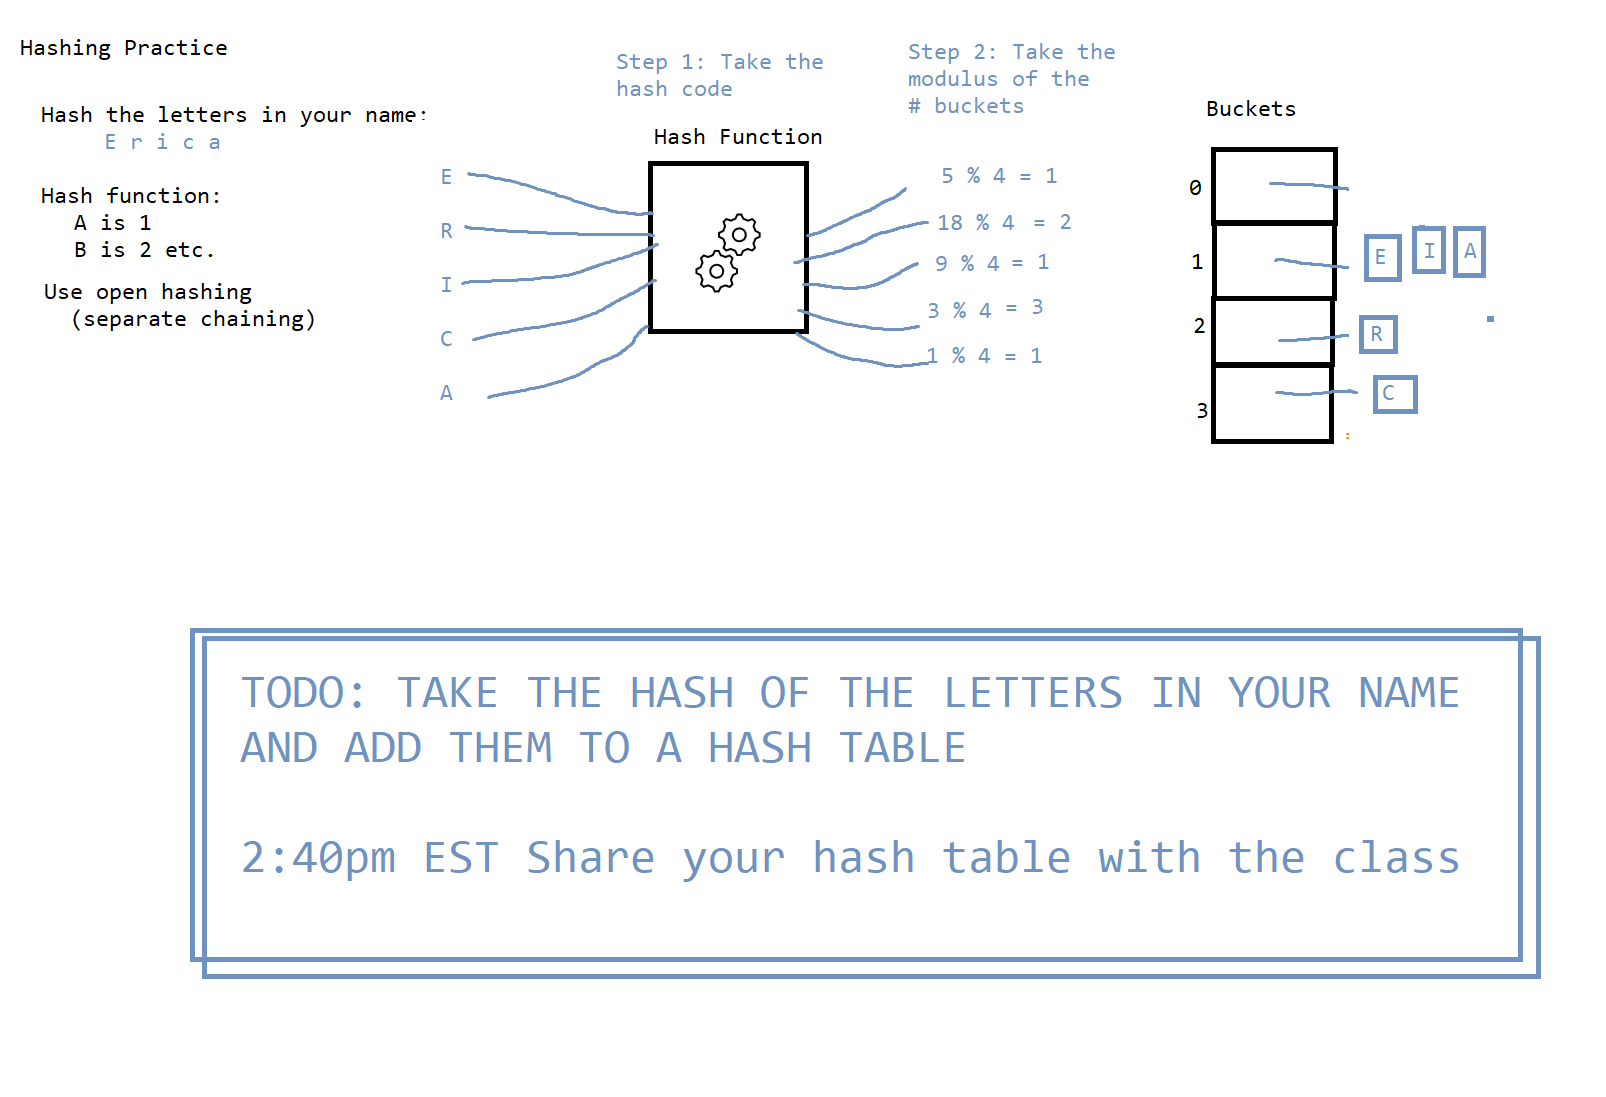 Hashing Practice
Hash the letters in your name:
E r i c a
Hash function:
A is 1
B is 2 etc.
Use open hashing
(separate chaining)
E
R
I
C
A
Step 1: Take the
hash code
Hash Function
Step 2: Take the
modulus of the
# buckets
5 % 4 = 1
18 % 4 = 2
9 % 4 = 1
3 % 4 = 3
1 % 4 = 1
Buckets
0
1 E I A
2 R
3 C
TODO: TAKE THE HASH OF THE LETTERS IN YOUR NAME
AND ADD THEM TO A HASH TABLE
2:40pm EST Share your hash table with the class